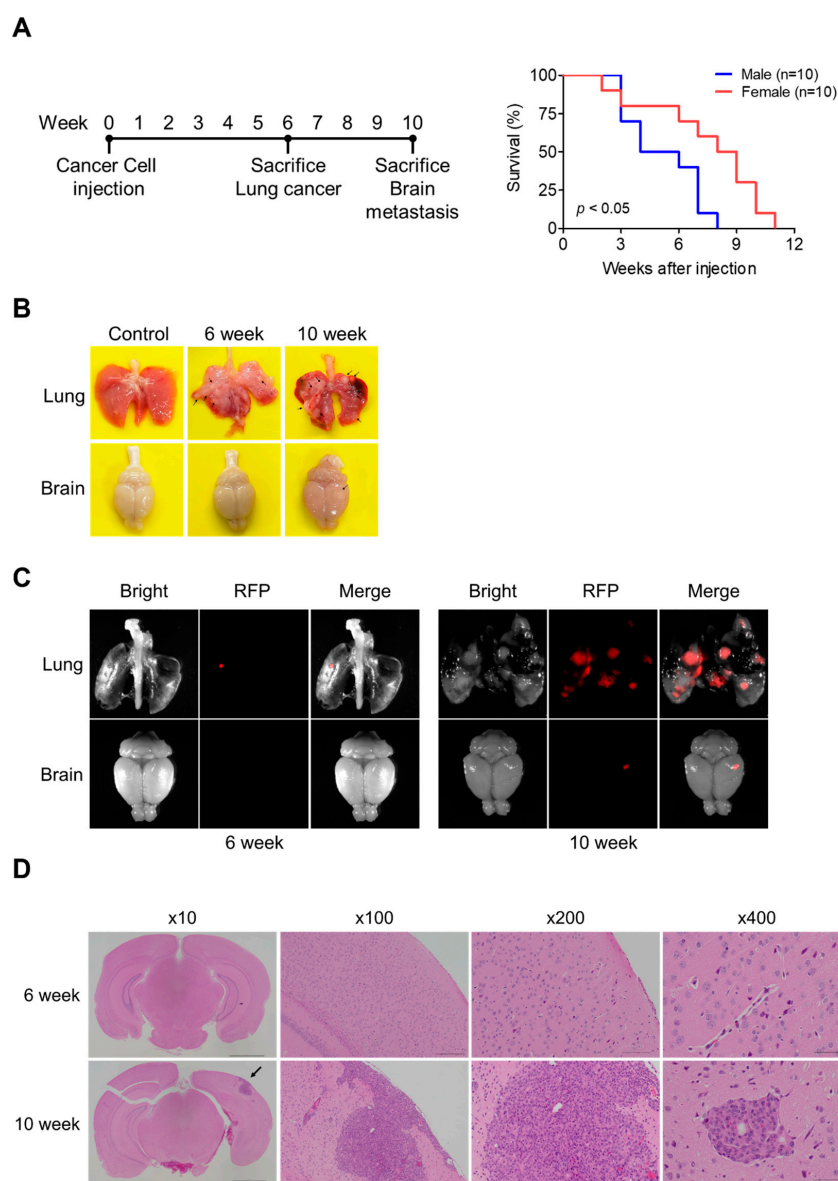 A
Week 0 1 2 3 4 5 6 7 8 9 10
Cancer Cell
injection
Sacrifice
Lung cancer
Sacrifice
Brain
metastasis
Male (n=10)
Female (n=10)
Survival (%)
100
75
50
25
0
p < 0.05
0 3 6 9 12
Weeks after injection
B
Control 6 week 10 week
Lung
Brain
C
Bright RFP Merge Bright RFP Merge
Lung
Brain
6 week 10 week
D
x10 x100 x200 x400
6 week
10 week